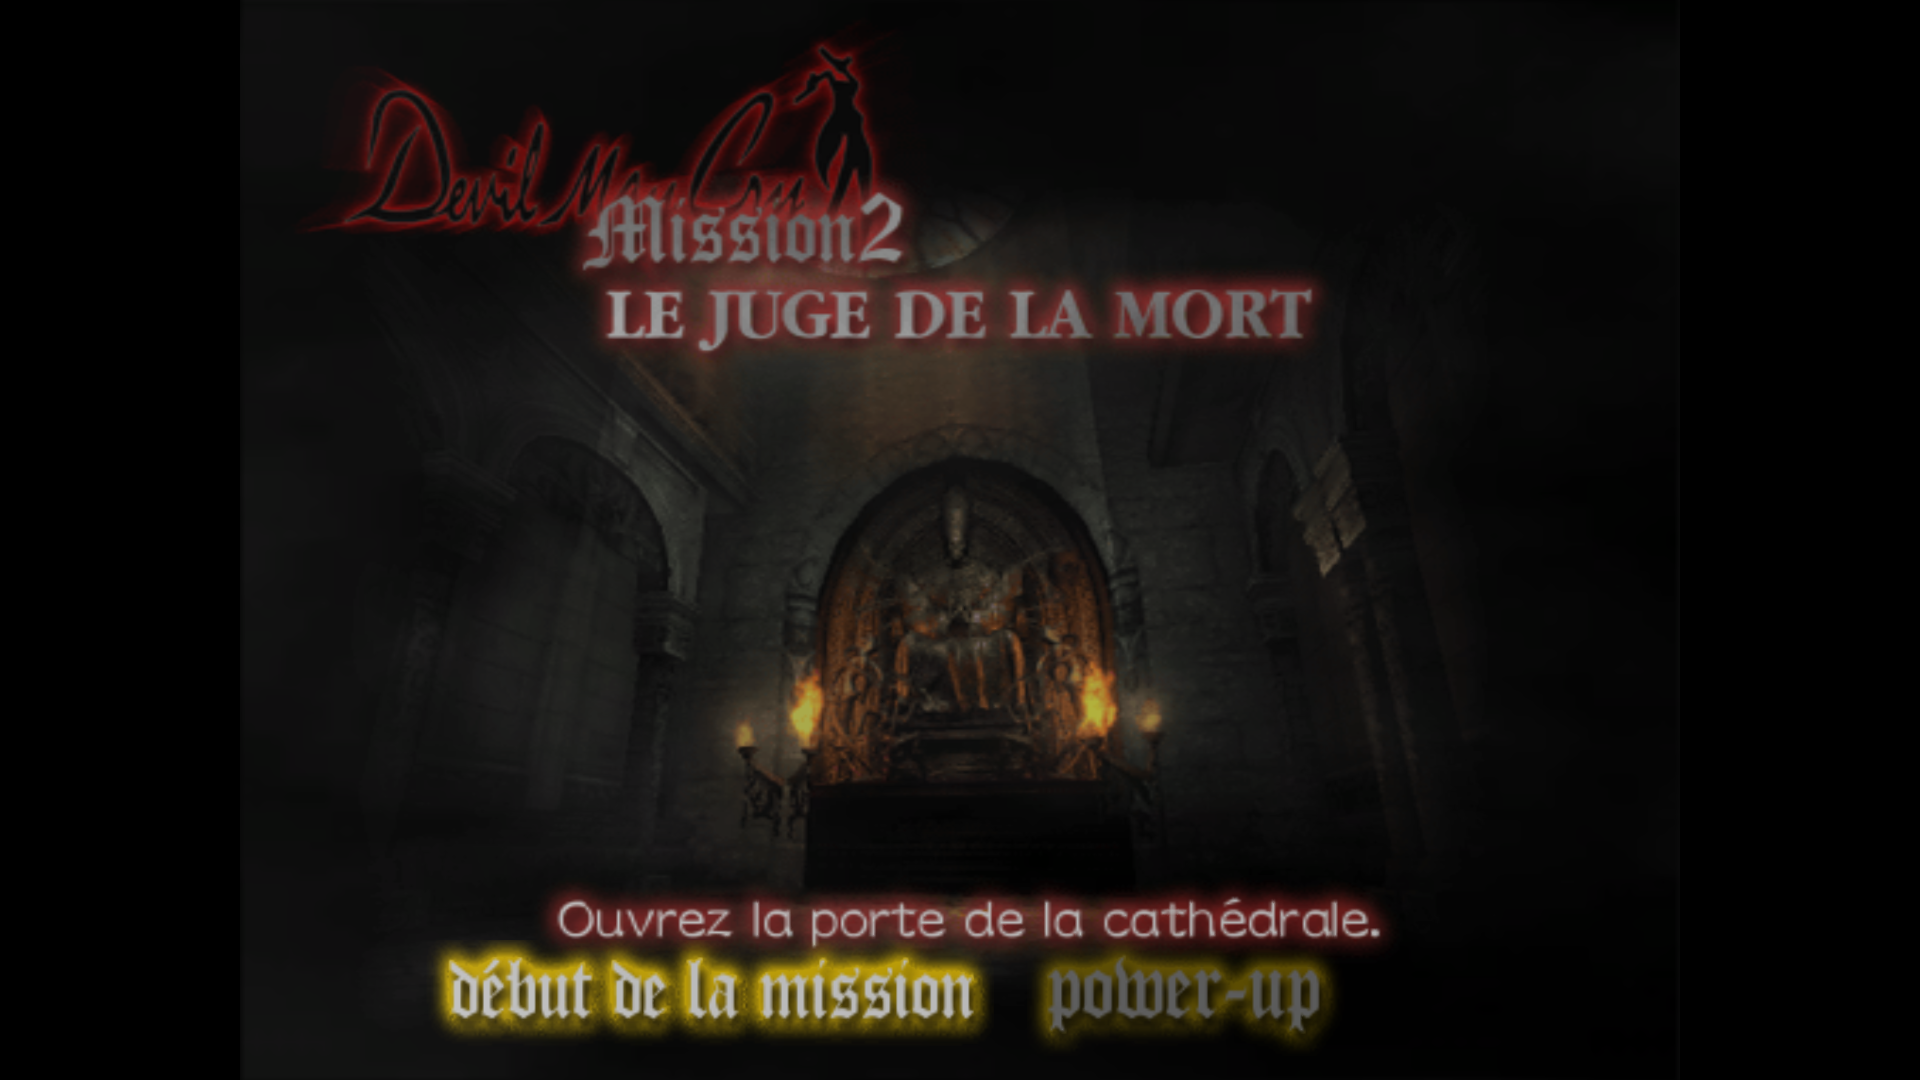 Devil May Cry
Mission2
LE JUGE DE LA MORT
Ouvrez la porte de la cathédrale.
début de la mission power-up